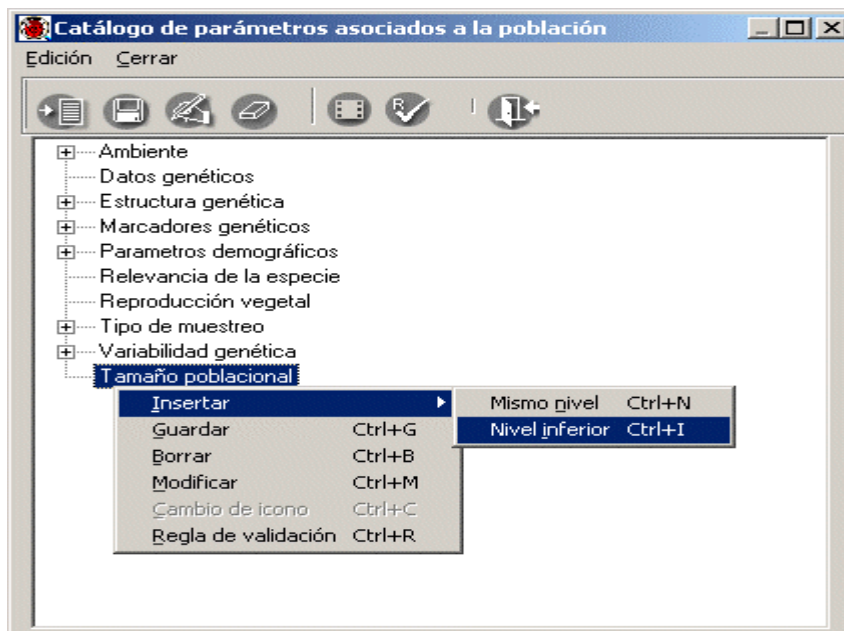 Catálogo de parámetros asociados a la población
Edición Cerrar
R
Ambiente
Datos genéticos
Estructura genética
Marcadores genéticos
Parametros demográficos
Relevancia de la especie
Reproducción vegetal
Tipo de muestreo
Variabilidad genética
Tamaño poblacional
Insertar
Mismo nivel Ctrl+N
Guardar Ctrl+G
Nivel inferior Ctrl+I
Borrar Ctrl+B
Modificar Ctrl+M
Cambio de icono Ctrl+C
Regla de validación Ctrl+R